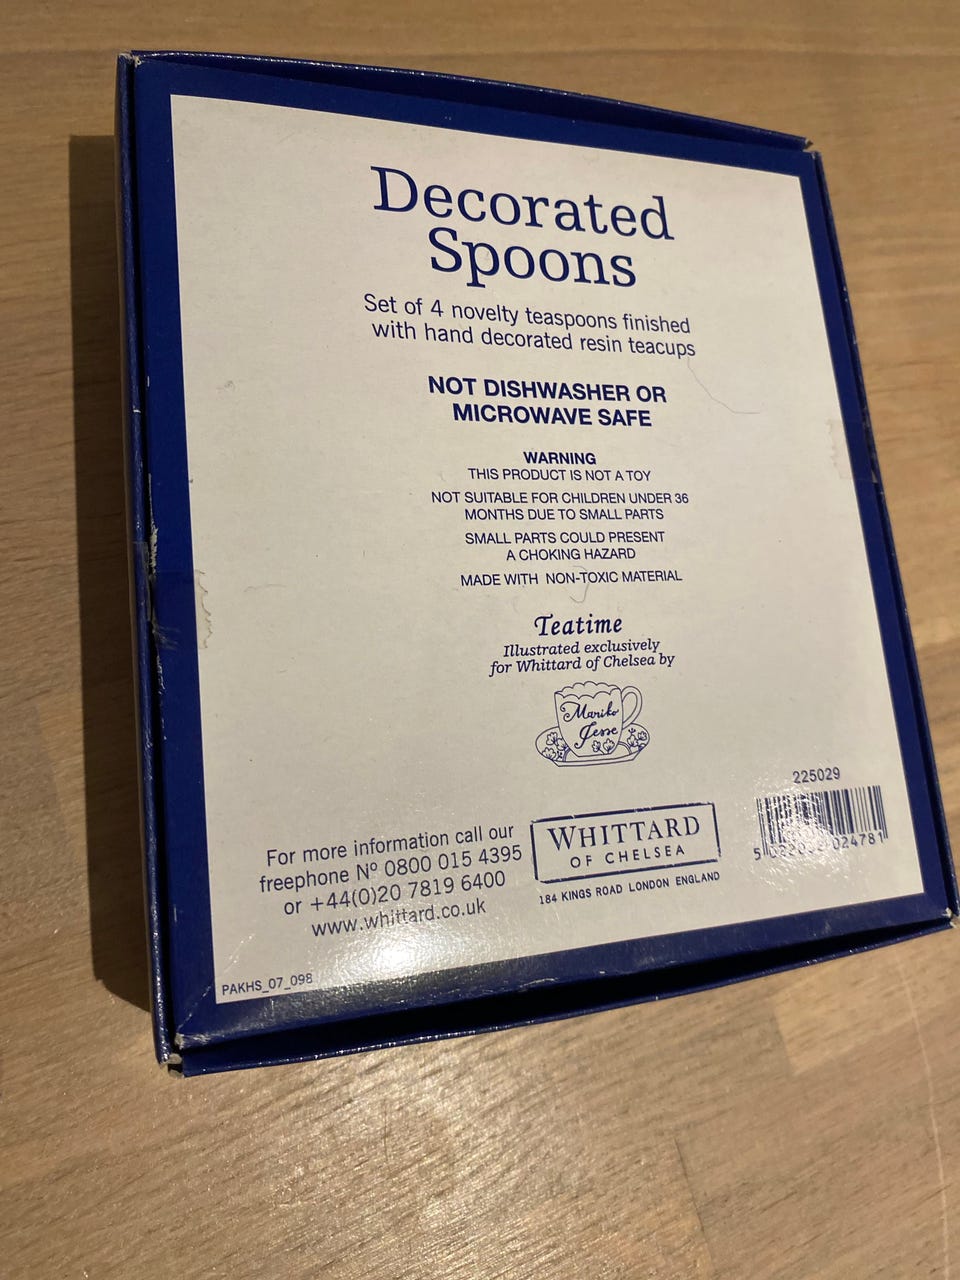 Decorated
Spoons
Set of 4 novelty teaspoons finished
with hand decorated resin teacups
NOT DISHWASHER OR
MICROWAVE SAFE
WARNING
THIS PRODUCT IS NOT A TOY
NOT SUITABLE FOR CHILDREN UNDER 36
MONTHS DUE TO SMALL PARTS
SMALL PARTS COULD PRESENT
A CHOKING HAZARD
MADE WITH NON-TOXIC MATERIAL
Teatime
Illustrated exclusively
for Whittard of Chelsea by
Mariko
Jesse
For more information call our
freephone Nº 0800 015 4395
or +44(0)20 7819 6400
www.whittard.co.uk
WHITTARD
OF CHELSEA
184 KINGS ROAD LONDON ENGLAND
225029
PAKHS_07_098